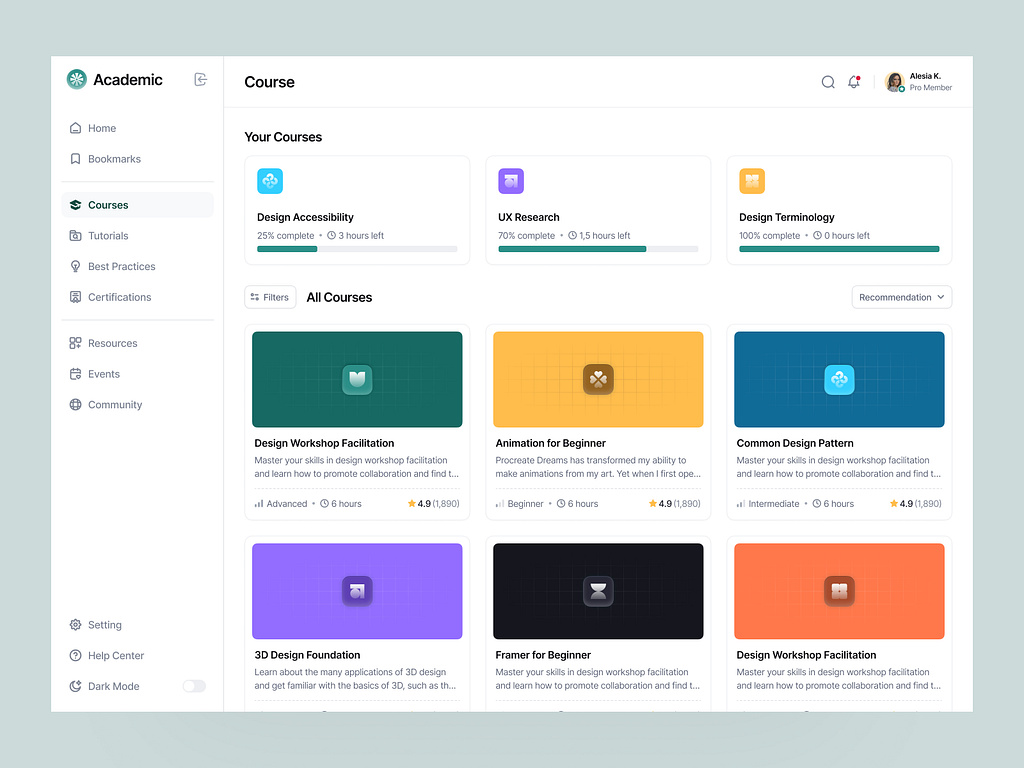 Academic
Home
Bookmarks
Courses
Tutorials
Best Practices
Certifications
Resources
Events
Community
Setting
Help Center
Dark Mode
Course
Alesia K.
Pro Member
Your Courses
Design Accessibility
25% complete • 3 hours left
UX Research
70% complete • 1,5 hours left
Design Terminology
100% complete • 0 hours left
Filters
All Courses
Recommendation
Design Workshop Facilitation
Master your skills in design workshop facilitation
and learn how to promote collaboration and find t...
Advanced • 6 hours 4.9 (1,890)
Animation for Beginner
Procreate Dreams has transformed my ability to
make animations from my art. Yet when I first ope...
Beginner • 6 hours 4.9 (1,890)
Common Design Pattern
Master your skills in design workshop facilitation
and learn how to promote collaboration and find t...
Intermediate • 6 hours 4.9 (1,890)
3D Design Foundation
Learn about the many applications of 3D design
and get familiar with the basics of 3D, such as th...
Framer for Beginner
Master your skills in design workshop facilitation
and learn how to promote collaboration and find t...
Design Workshop Facilitation
Master your skills in design workshop facilitation
and learn how to promote collaboration and find t...